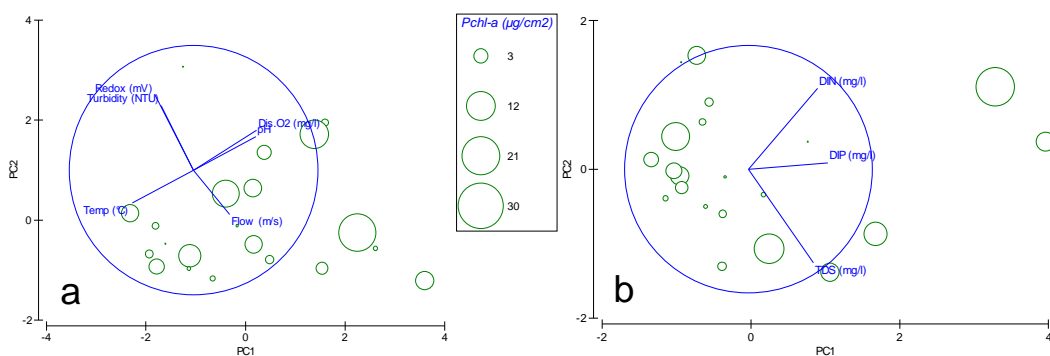 4
2
0
-2
PC2
-4
-2
0
2
4
PC1
Redox (mV)
Turbidity (NTU)
Dis.O2 (mg/l)
pH
Temp (°C)
Flow (m/s)
a
Pchl-a (µg/cm2)
3
12
21
30
2
0
-2
PC2
-2
0
2
4
PC1
DIN (mg/l)
DIP (mg/l)
TDS (mg/l)
b